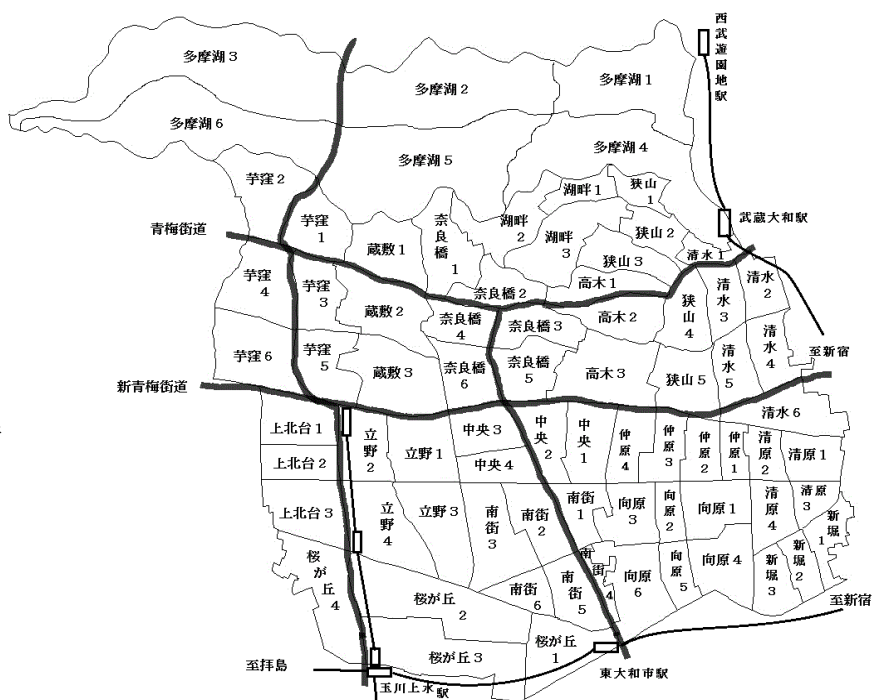 西武遊園地駅
多摩湖3
多摩湖2
多摩湖1
多摩湖6
多摩湖5
多摩湖4
芋窪2
湖畔1
狭山1
青梅街道
芋窪1
蔵敷1
奈良橋1
湖畔2
湖畔3
狭山2
武蔵大和駅
狭山3
清水1
芋窪4
芋窪3
蔵敷2
奈良橋2
高木1
清水2
奈良橋4
奈良橋3
高木2
狭山4
清水3
芋窪6
芋窪5
蔵敷3
奈良橋6
奈良橋5
高木3
狭山5
清水5
清水4
至新宿
新青梅街道
清水6
上北台1
立野2
立野1
中央3
中央2
中央1
仲原4
仲原3
仲原2
仲原1
清原2
清原1
上北台2
中央4
上北台3
立野4
立野3
南街3
南街2
南街1
向原3
向原2
向原1
清原4
清原3
新堀1
桜が丘4
南街4
向原6
向原5
向原4
新堀3
新堀2
桜が丘2
南街6
南街5
至新宿
桜が丘1
至拝島
桜が丘3
玉川上水駅
東大和市駅